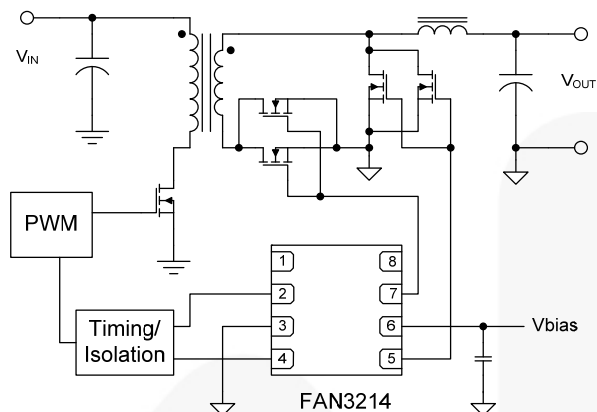 VIN
VOUT
PWM
1
8
2
7
3
6
Vbias
Timing/
Isolation
4
5
FAN3214